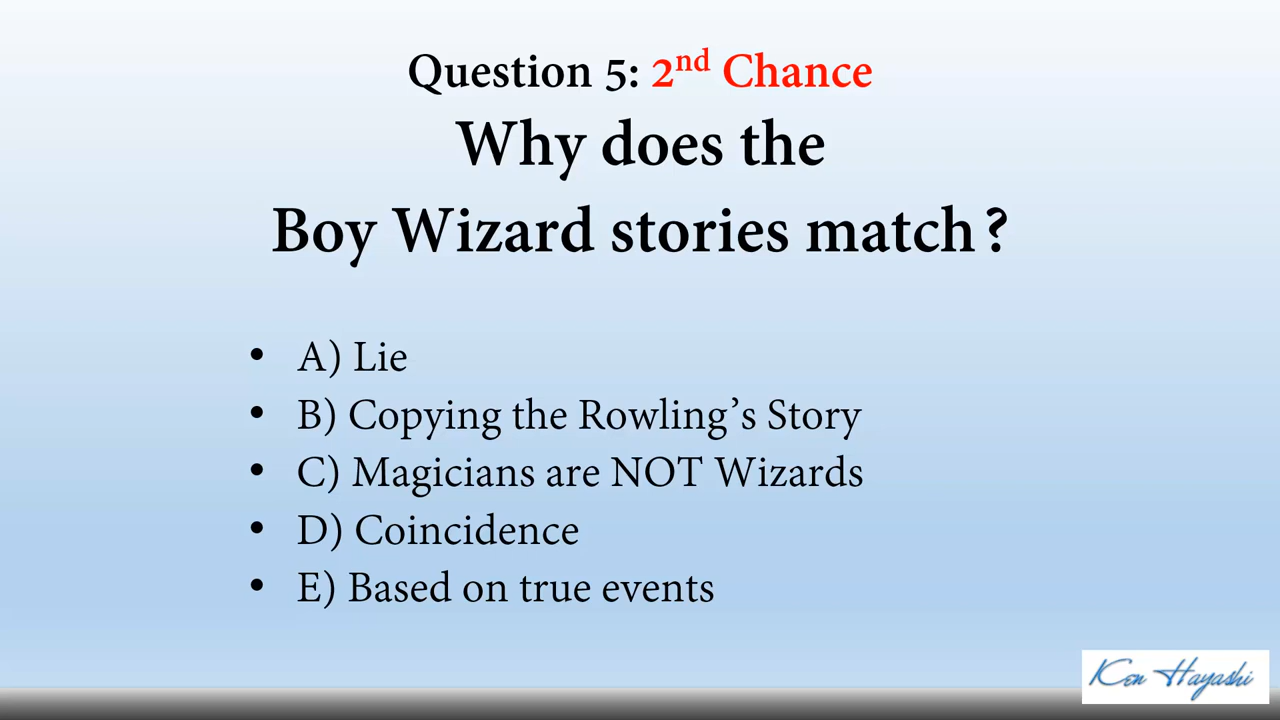 Question 5: 2nd Chance
Why does the
Boy Wizard stories match?
• A) Lie
• B) Copying the Rowling’s Story
• C) Magicians are NOT Wizards
• D) Coincidence
• E) Based on true events
Ken Hayashi